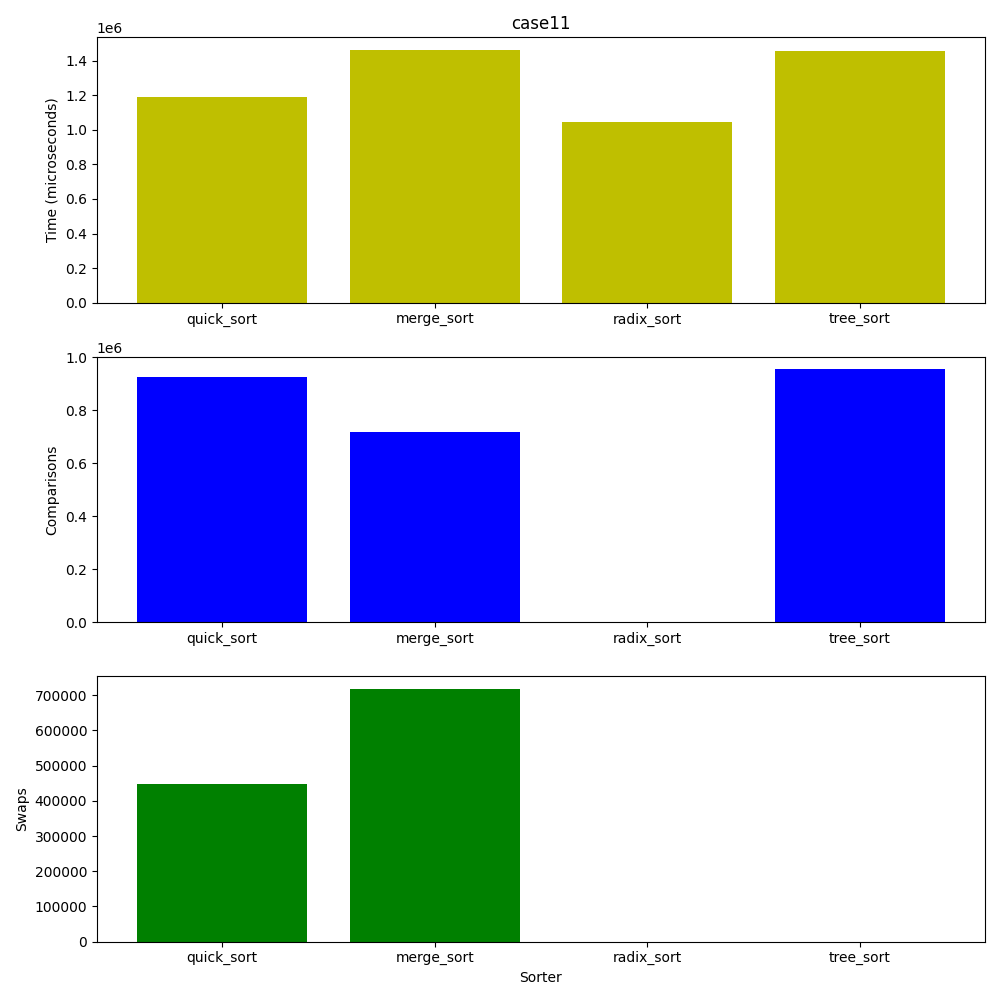 case11
1e6
1.4
1.2
1.0
0.8
0.6
0.4
0.2
0.0
Time (microseconds)
quick_sort merge_sort radix_sort tree_sort
1e6
1.0
0.8
0.6
0.4
0.2
0.0
Comparisons
quick_sort merge_sort radix_sort tree_sort
700000
600000
500000
400000
300000
200000
100000
0
Swaps
quick_sort merge_sort radix_sort tree_sort
Sorter